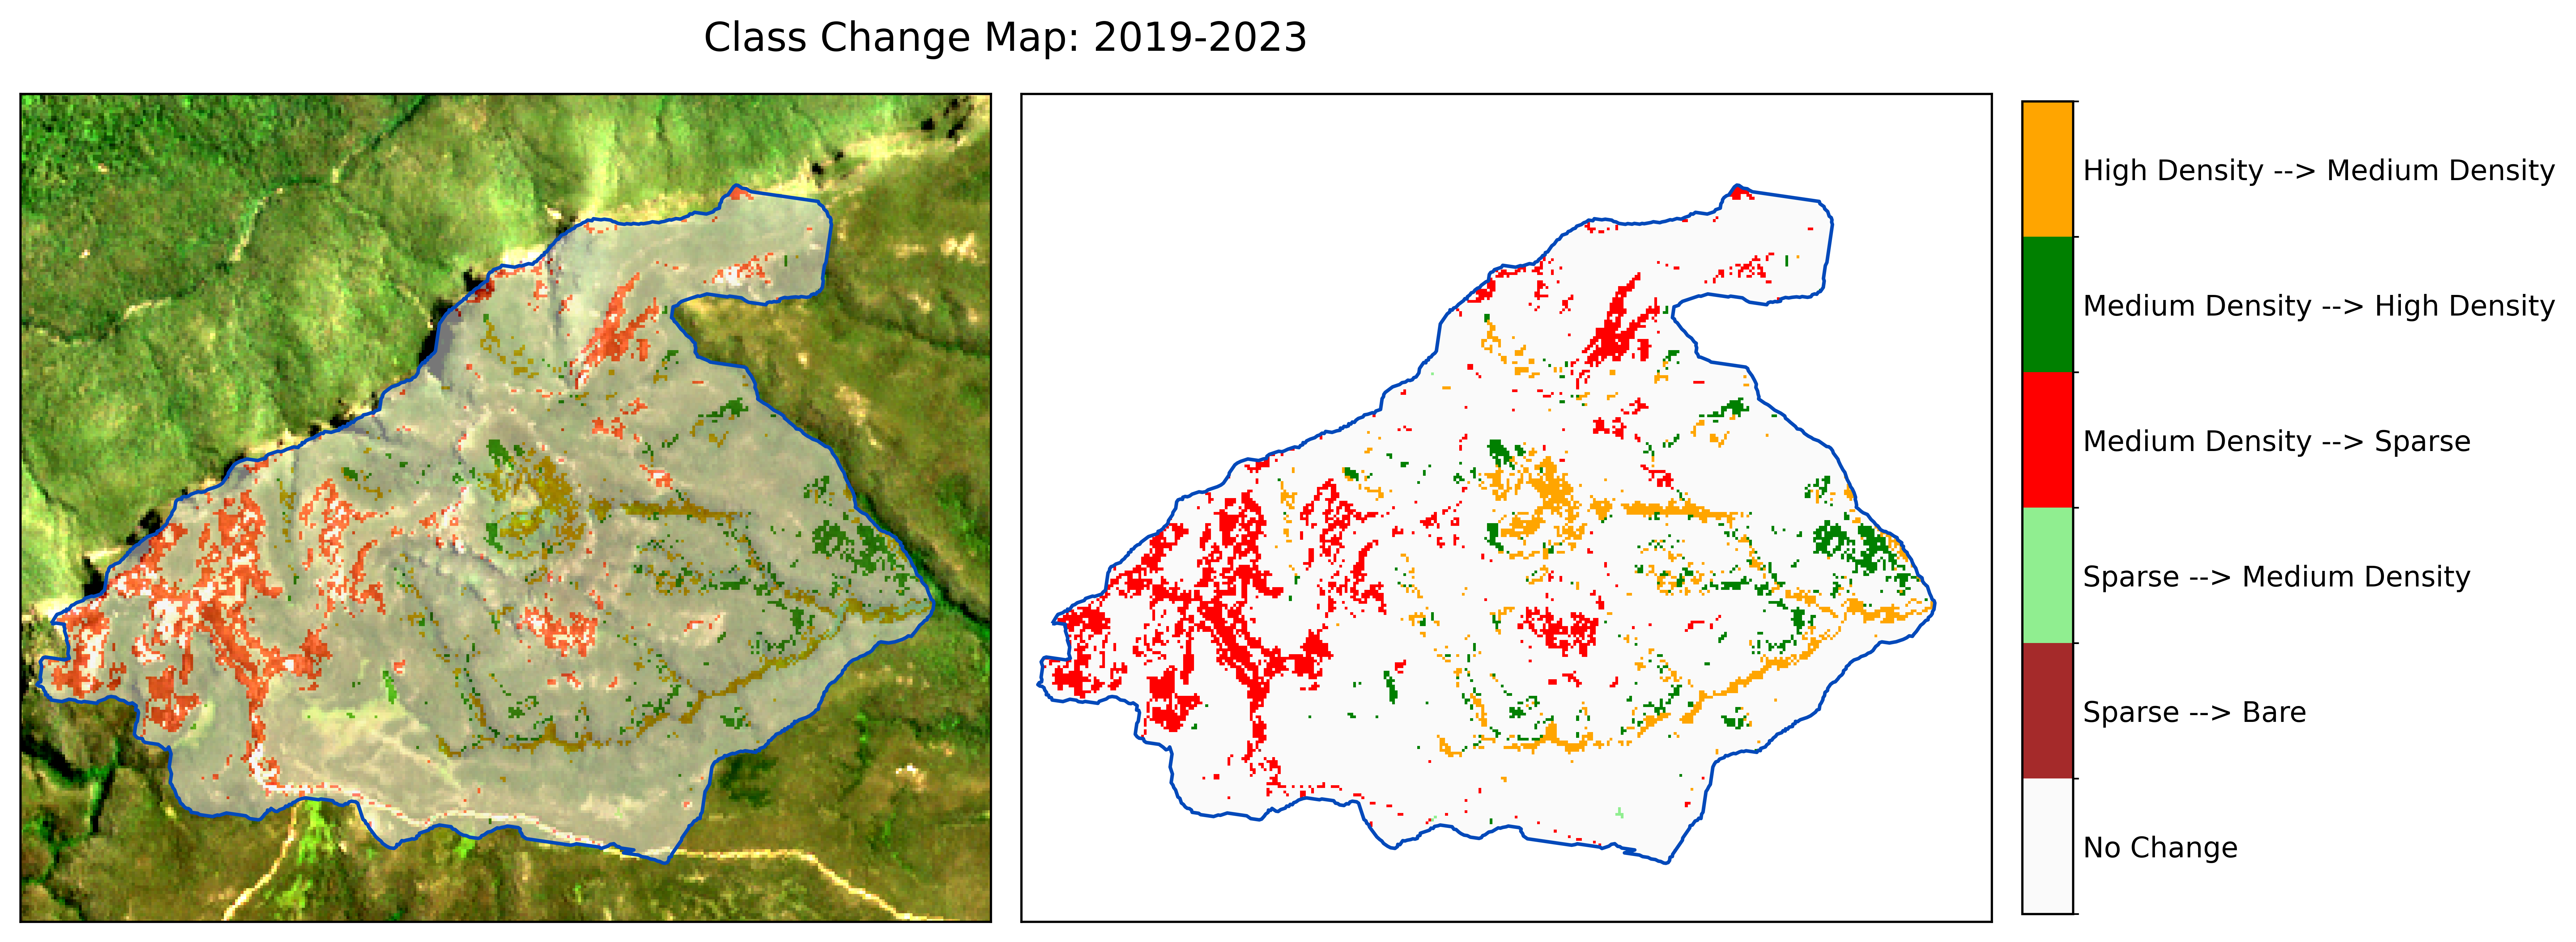 Class Change Map: 2019-2023
High Density --> Medium Density
Medium Density --> High Density
Medium Density --> Sparse
Sparse --> Medium Density
Sparse --> Bare
No Change